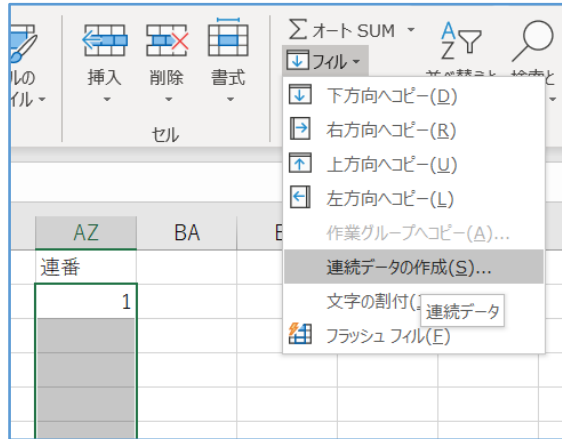 ルの
イル
挿入
削除
書式
セル
オート SUM
フィル
検索と
下方向へコピー(D)
右方向へコピー(R)
上方向へコピー(U)
左方向へコピー(L)
作業グループへコピー(A)...
連続データの作成(S)...
文字の割付(
連続データ
フラッシュ フィル(F)
AZ
BA
連番
1